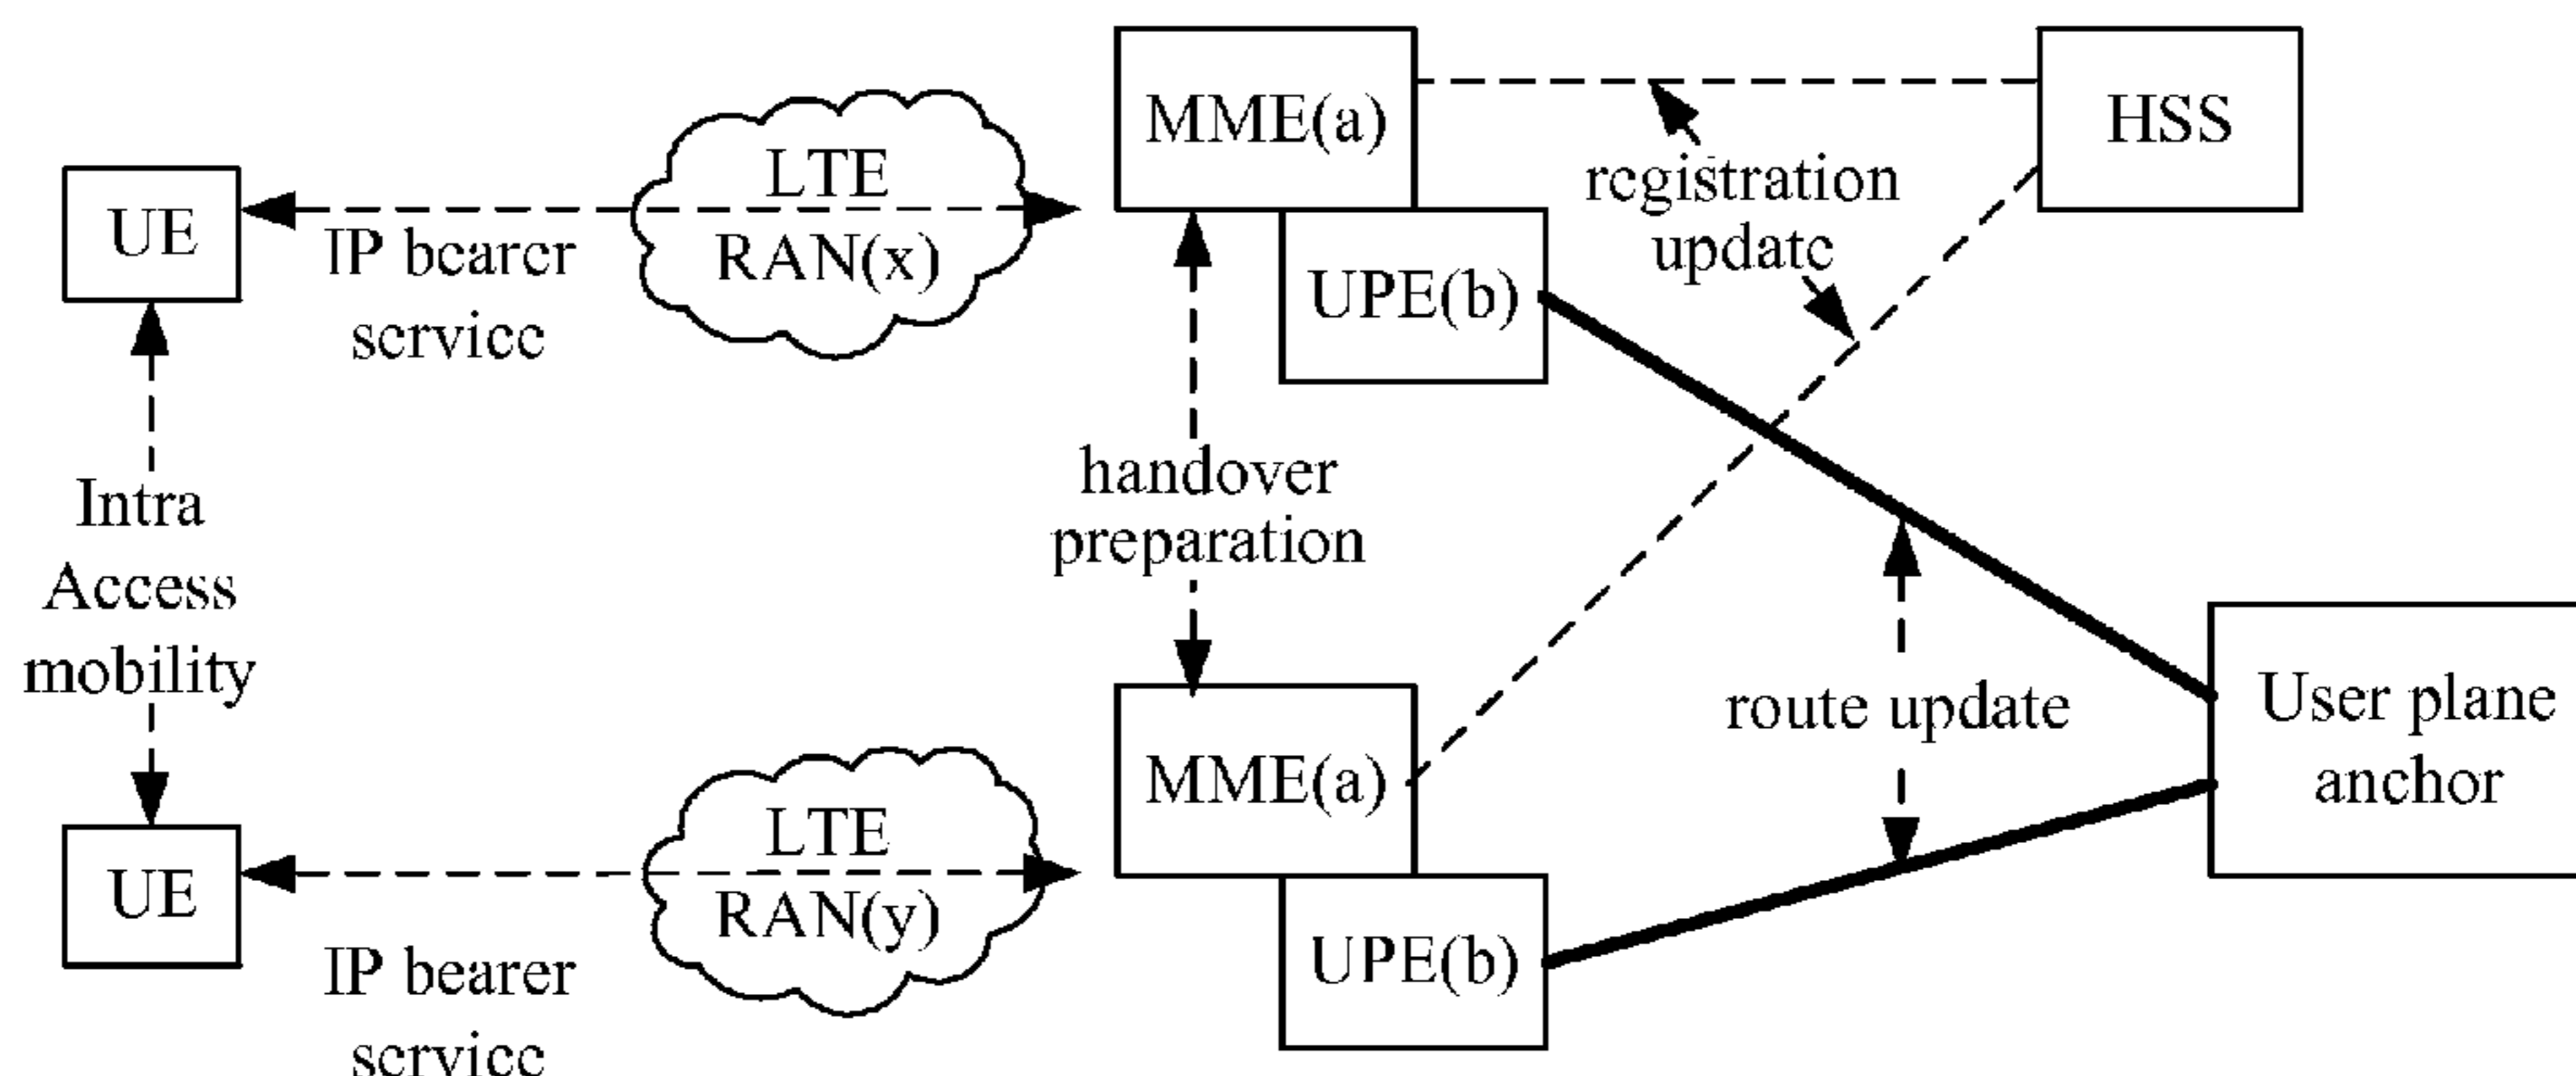 MME(a)
HSS
LTE
RAN(x)
UE
IP bearer
service
registration
update
UPE(b)
handover
preparation
Intra
Access
mobility
route update
User plane
anchor
MME(a)
LTE
RAN(y)
UE
IP bearer
service
UPE(b)